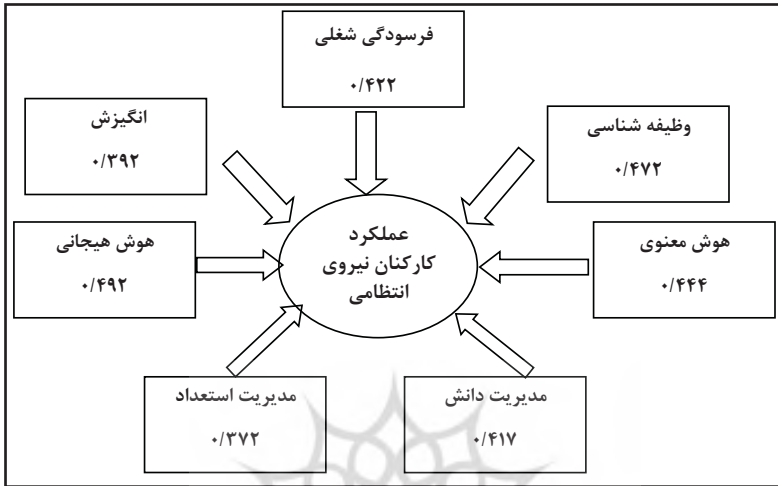 فرسودگی شغلی
۰/۴۲۲
وظیفه شناسی
۰/۴۷۲
انگیزش
۰/۳۹۲
هوش معنوی
۰/۴۴۴
عملکرد
کارکنان نیروی
انتظامی
هوش هیجانی
۰/۴۹۲
مدیریت دانش
۰/۴۱۷
مدیریت استعداد
۰/۳۷۲